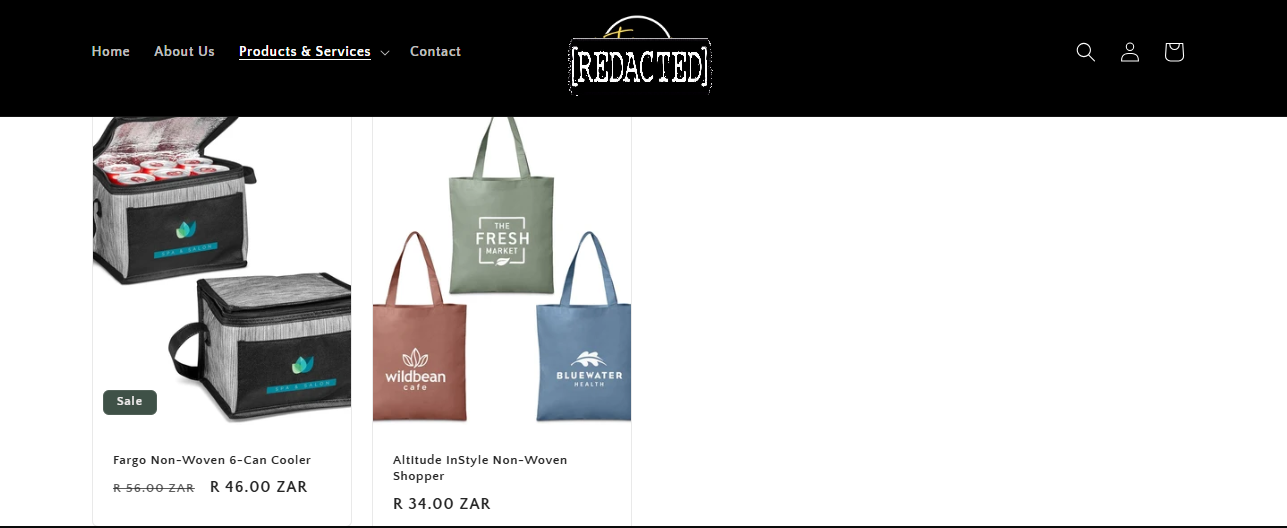 Home
About Us
Products & Services
Contact
[REDACTED]
SPA & SALON
SPA & SALON
THE
FRESH
MARKET
wildbean
cafe
BLUEWATER
HEALTH
Sale
Fargo Non-Woven 6-Can Cooler
R 56.00 ZAR R 46.00 ZAR
Altitude InStyle Non-Woven
Shopper
R 34.00 ZAR